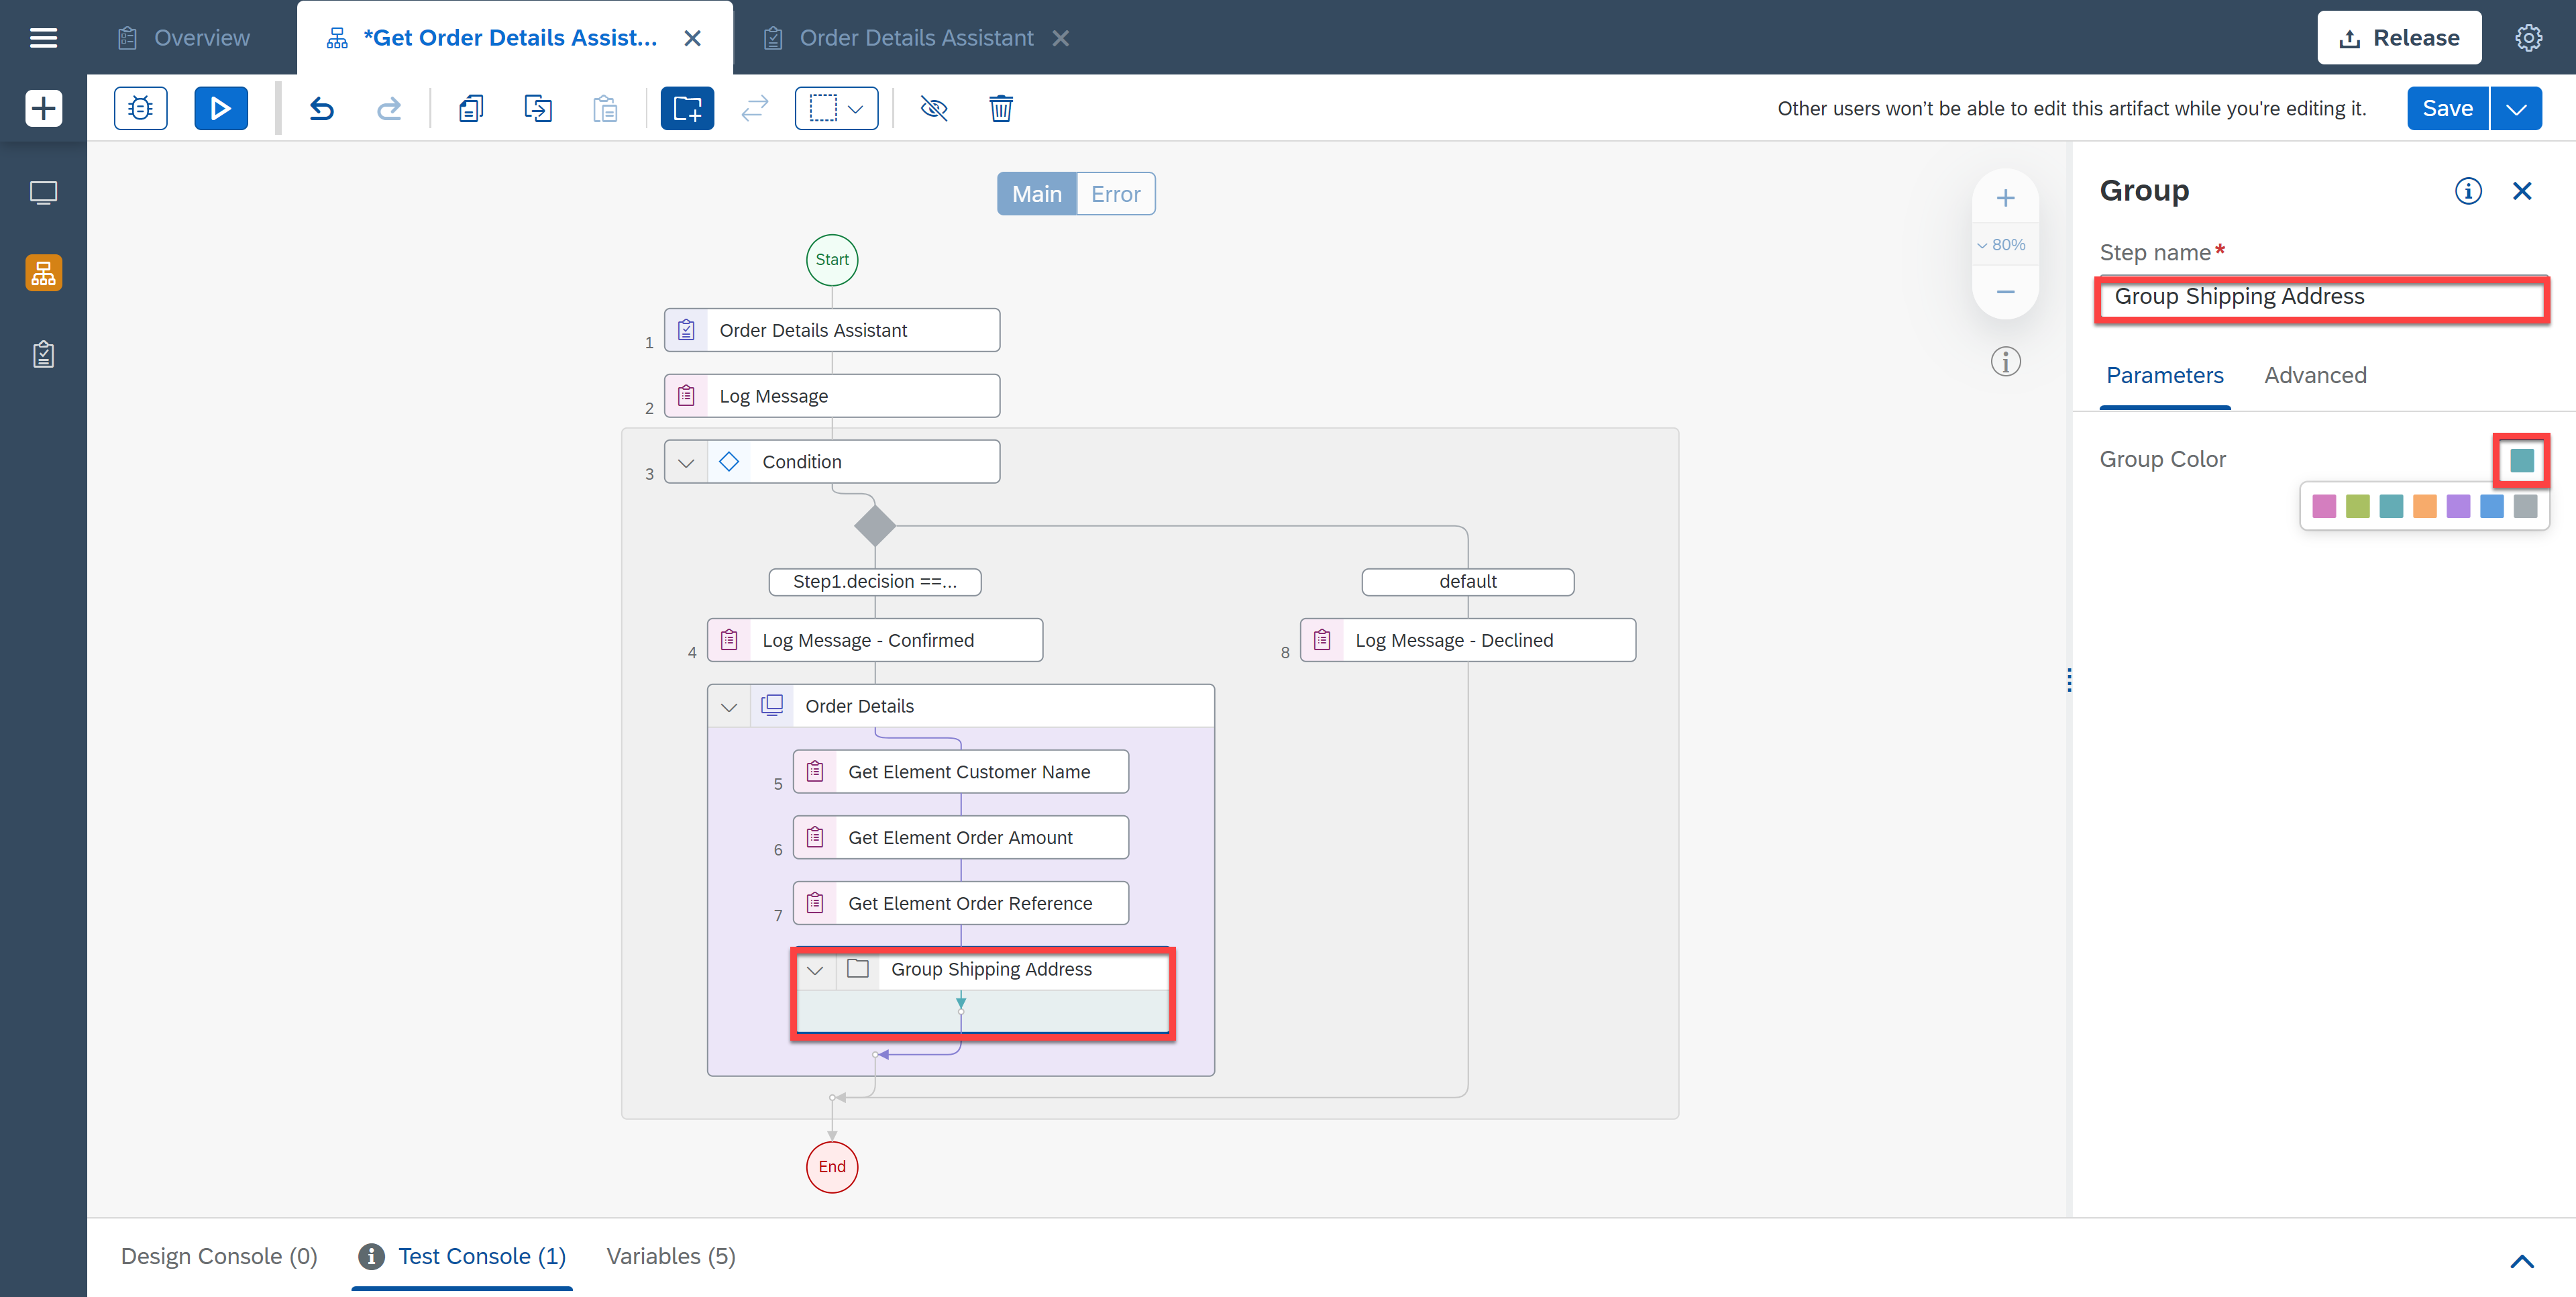 Overview
*Get Order Details Assist...
Order Details Assistant
Release
Other users won't be able to edit this artifact while you're editing it.
Save
Main
Error
80%
Start
1
Order Details Assistant
2
Log Message
3
Condition
Step1.decision ==...
default
4
Log Message - Confirmed
8
Log Message - Declined
Order Details
5
Get Element Customer Name
6
Get Element Order Amount
7
Get Element Order Reference
Group Shipping Address
End
Group
Step name*
Group Shipping Address
Parameters
Advanced
Group Color
Design Console (0)
Test Console (1)
Variables (5)